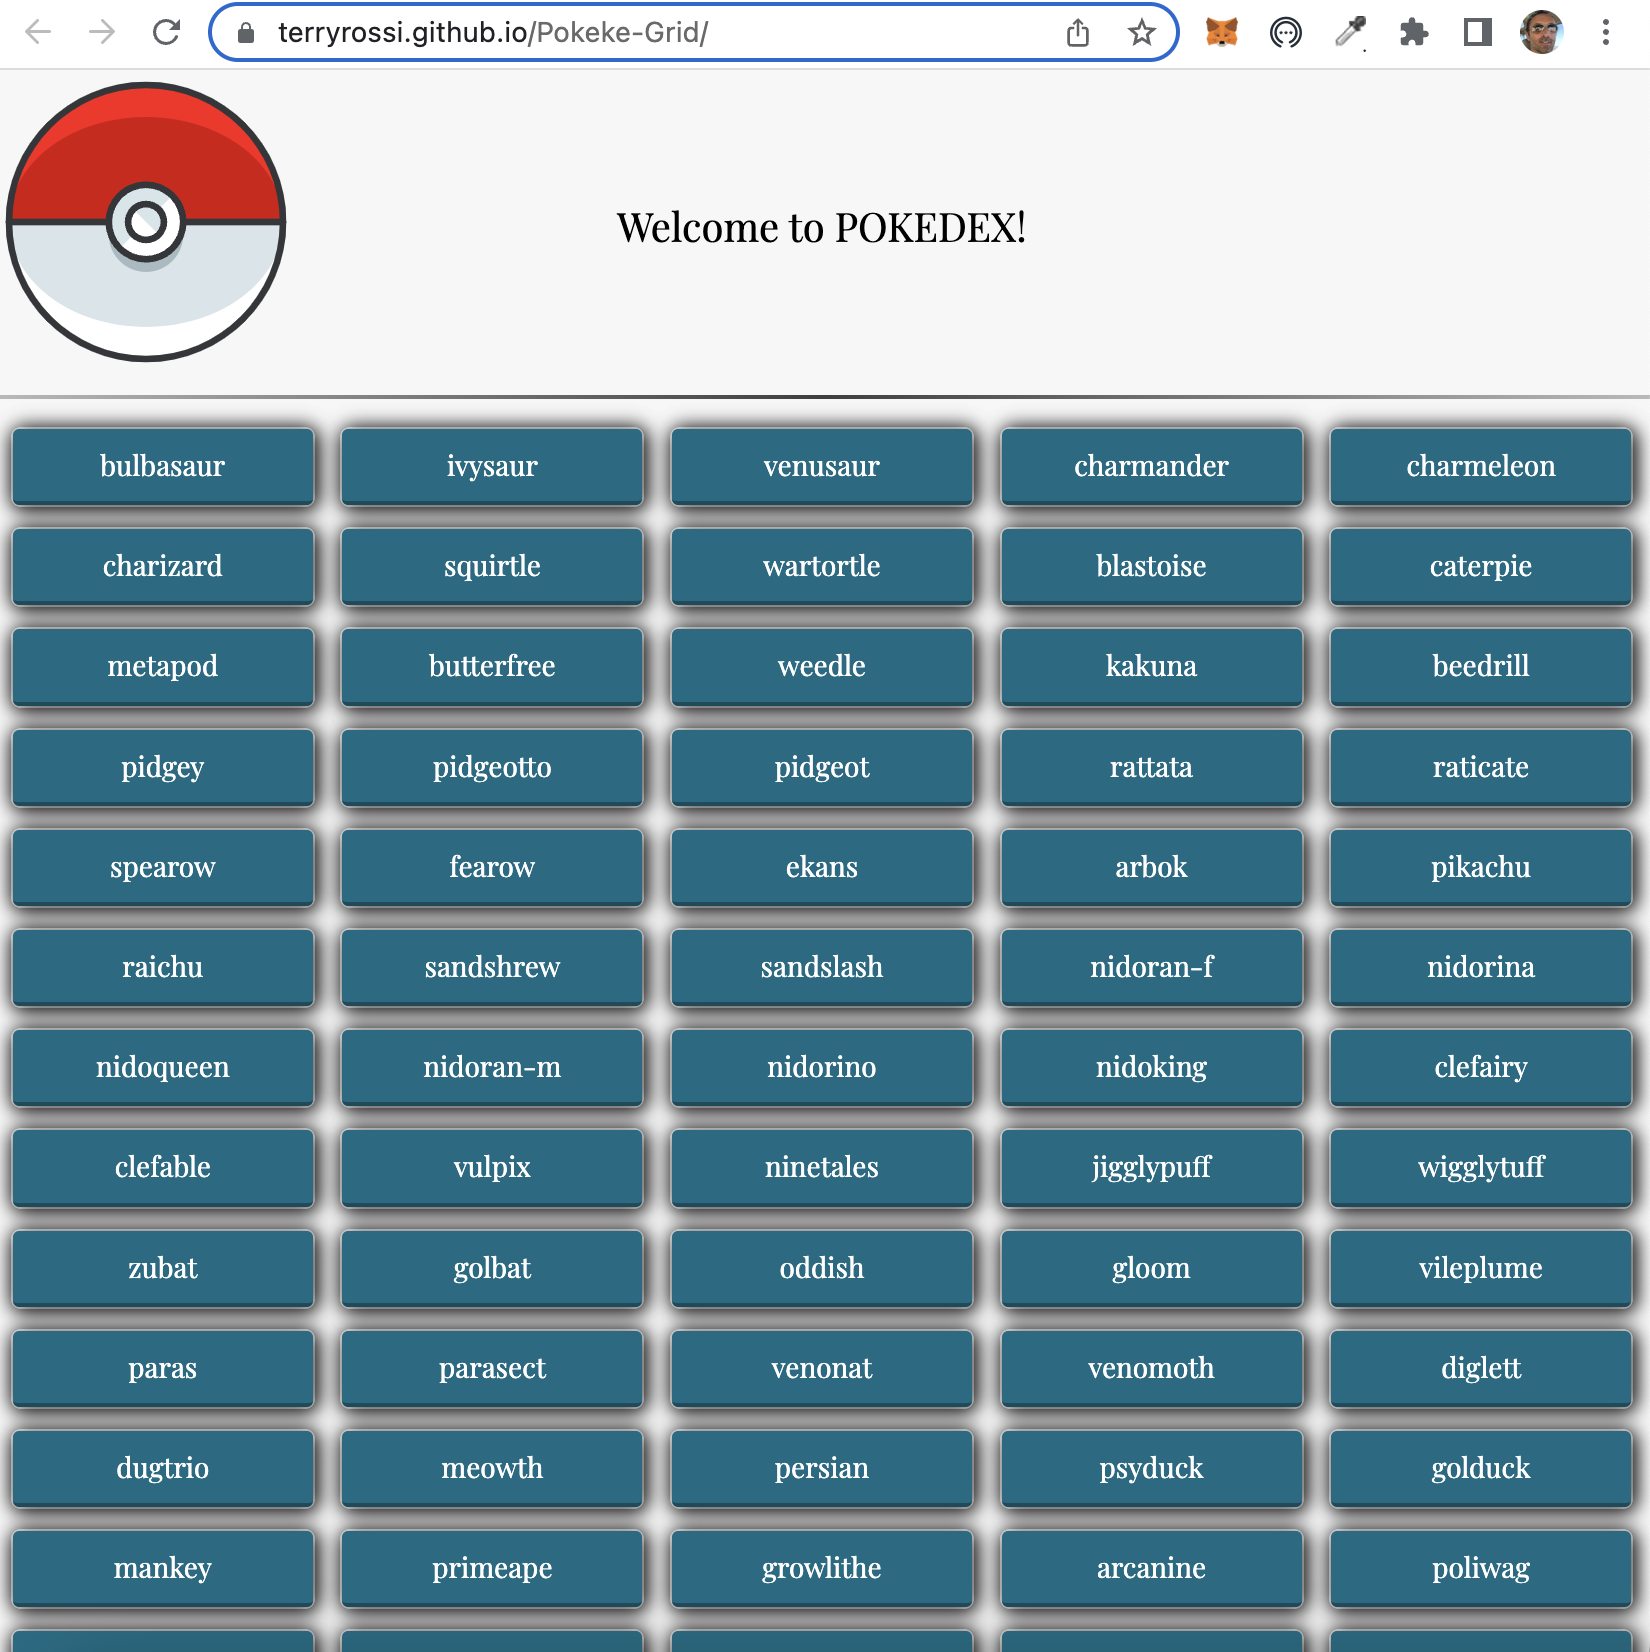 terryrossi.github.io/Pokeke-Grid/
Welcome to POKEDEX!
bulbasaur ivysaur venusaur charmander charmeleon
charizard squirtle wartortle blastoise caterpie
metapod butterfree weedle kakuna beedrill
pidgey pidgeotto pidgeot rattata raticate
spearow fearow ekans arbok pikachu
raichu sandshrew sandslash nidoran-f nidorina
nidoqueen nidoran-m nidorino nidoking clefairy
clefable vulpix ninetales jigglypuff wigglytuff
zubat golbat oddish gloom vileplume
paras parasect venonat venomoth diglett
dugtrio meowth persian psyduck golduck
mankey primeape growlithe arcanine poliwag